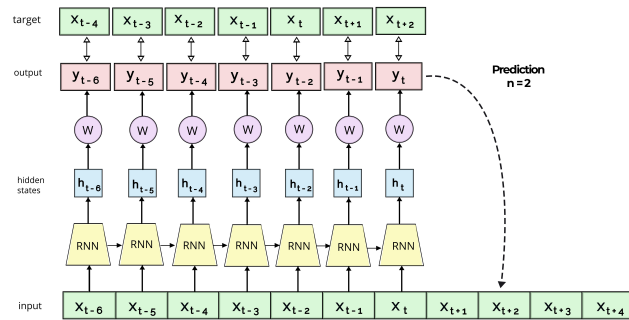 target X t-4 X t-3 X t-2 X t-1 X t X t+1 X t+2
output y t-6 y t-5 y t-4 y t-3 y t-2 y t-1 y t
Prediction
n = 2
W W W W W W W
hidden
states
h t-6 h t-5 h t-4 h t-3 h t-2 h t-1 h t
RNN RNN RNN RNN RNN RNN RNN
input X t-6 X t-5 X t-4 X t-3 X t-2 X t-1 X t X t+1 X t+2 X t+3 X t+4